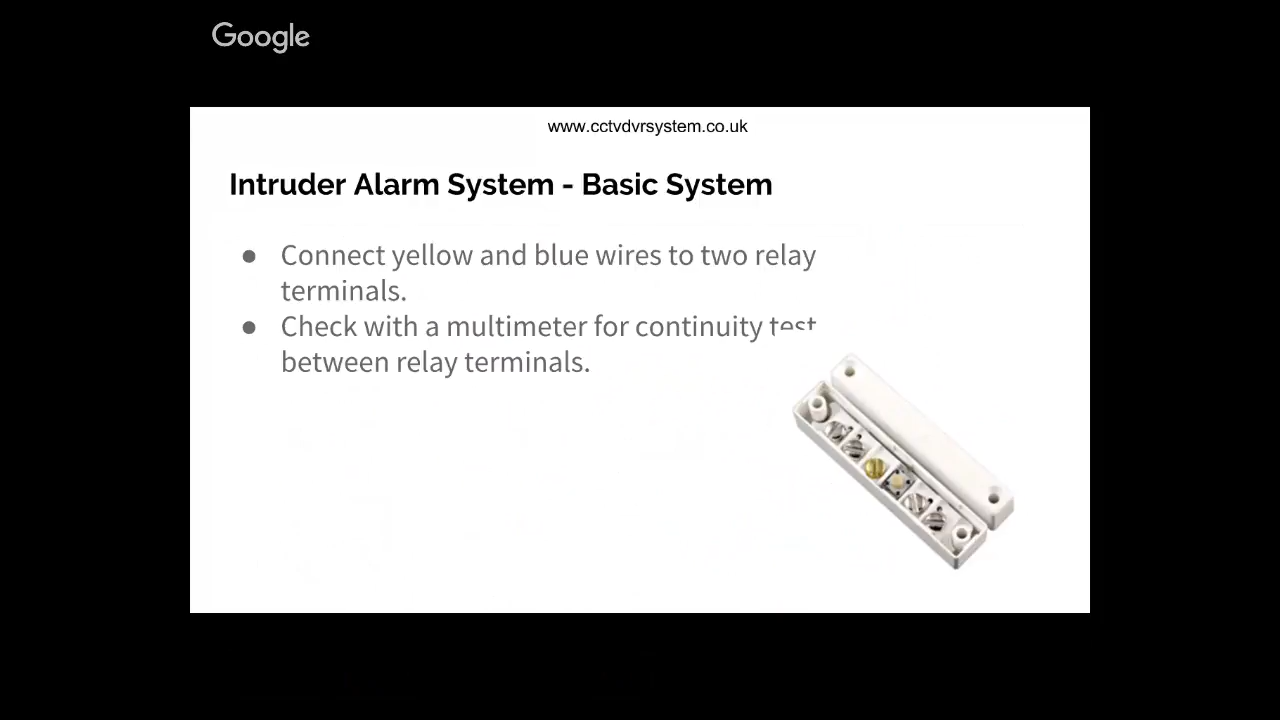 Google
www.cctvdvrsystem.co.uk
Intruder Alarm System - Basic System
● Connect yellow and blue wires to two relay
terminals.
● Check with a multimeter for continuity test
between relay terminals.